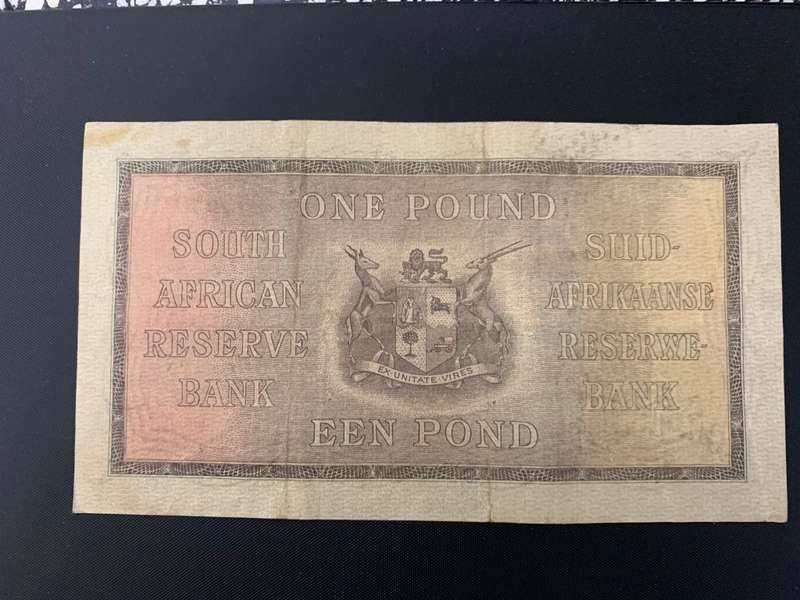 ONE POUND
SOUTH
AFRICAN
RESERVE
BANK
SUID-
AFRIKAANSE
RESERWE-
BANK
EX·UNITATE·VIRES
EEN POND